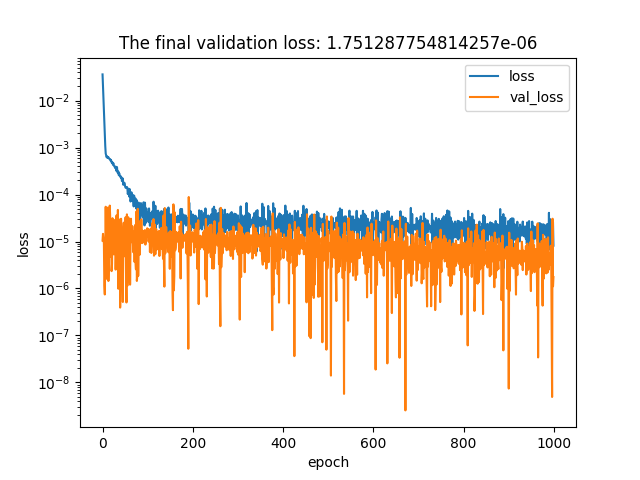 The final validation loss: 1.751287754814257e-06
loss
val_loss
10⁻²
10⁻³
10⁻⁴
10⁻⁵
10⁻⁶
10⁻⁷
10⁻⁸
loss
0 200 400 600 800 1000
epoch